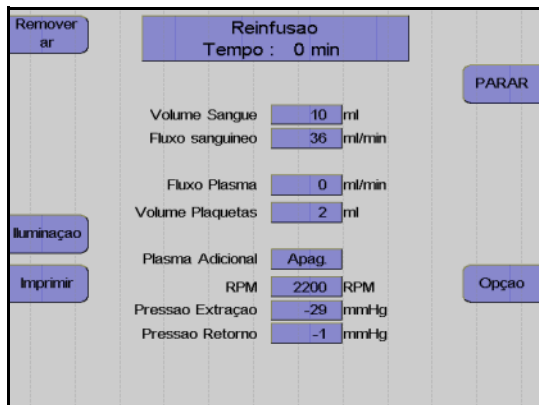 Remover
ar
Reinfusao
Tempo : 0 min
PARAR
Volume Sangue 10 ml
Fluxo sanguineo 36 ml/min
Fluxo Plasma 0 ml/min
Volume Plaquetas 2 ml
Iluminaçao
Plasma Adicional Apag.
Imprimir
RPM 2200 RPM
Opçao
Pressao Extraçao -29 mmHg
Pressao Retorno -1 mmHg